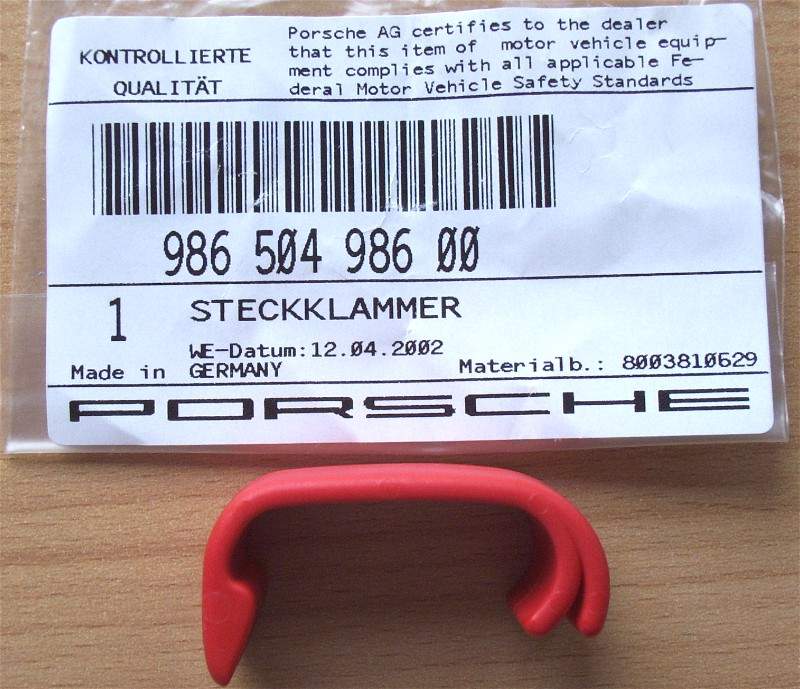 KONTROLLIERTE
QUALITÄT
Porsche AG certifies to the dealer
that this item of motor vehicle equip-
ment complies with all applicable Fe-
deral Motor Vehicle Safety Standards
986 504 986 00
1 STECKKLAMMER
WE-Datum:12.04.2002
Made in GERMANY Materialb.: 8003810629
PORSCHE